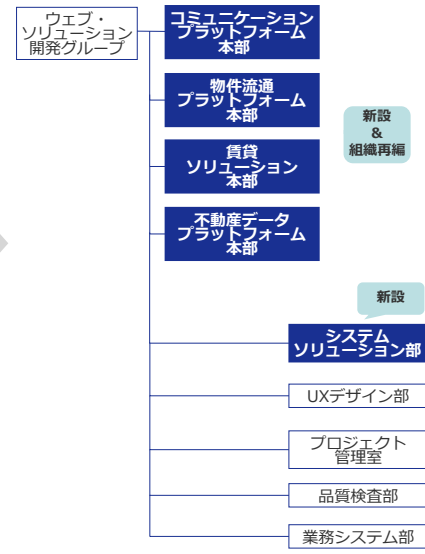 ウェブ・
ソリューション
開発グループ
コミュニケーション
プラットフォーム
本部
物件流通
プラットフォーム
本部
新設
&
組織再編
賃貸
ソリューション
本部
不動産データ
プラットフォーム
本部
新設
システム
ソリューション部
UXデザイン部
プロジェクト
管理室
品質検査部
業務システム部